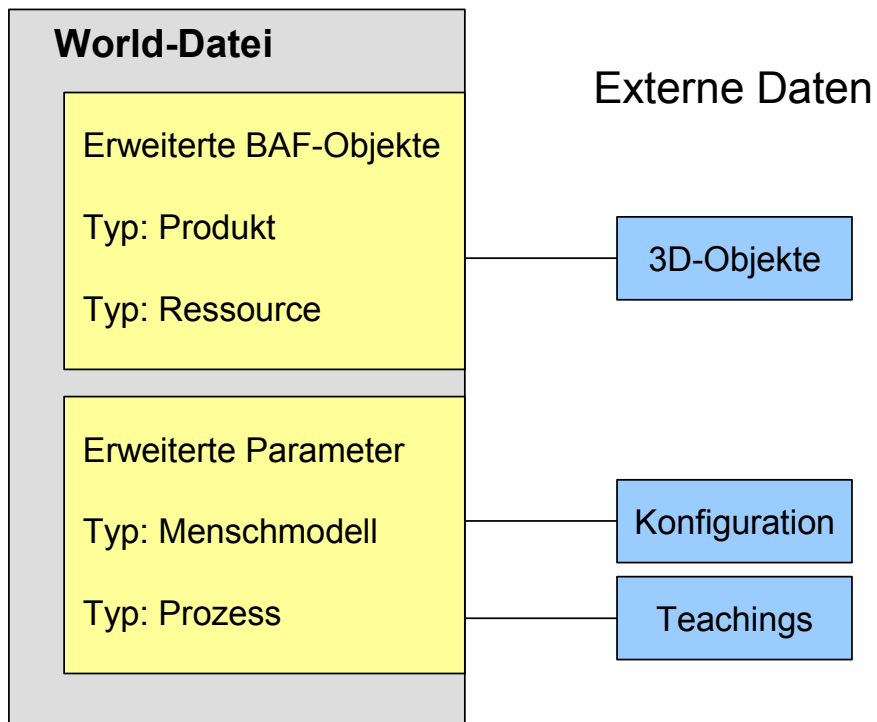 World-Datei
Externe Daten
Erweiterte BAF-Objekte
Typ: Produkt
3D-Objekte
Typ: Ressource
Erweiterte Parameter
Typ: Menschmodell
Konfiguration
Typ: Prozess
Teachings